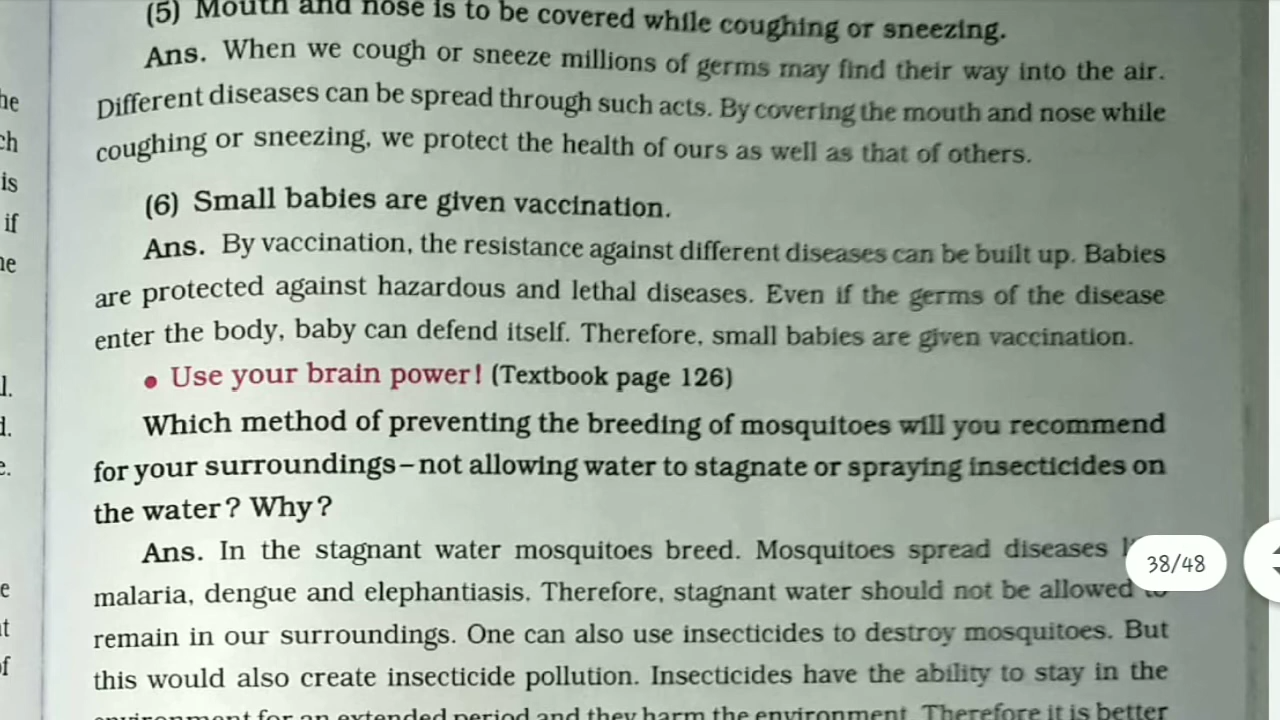 (5) Mouth and nose is to be covered while coughing or sneezing.
Ans. When we cough or sneeze millions of germs may find their way into the air.
Different diseases can be spread through such acts. By covering the mouth and nose while
coughing or sneezing, we protect the health of ours as well as that of others.
(6) Small babies are given vaccination.
Ans. By vaccination, the resistance against different diseases can be built up. Babies
are protected against hazardous and lethal diseases. Even if the germs of the disease
enter the body, baby can defend itself. Therefore, small babies are given vaccination.
• Use your brain power! (Textbook page 126)
Which method of preventing the breeding of mosquitoes will you recommend
for your surroundings–not allowing water to stagnate or spraying insecticides on
the water? Why?
Ans. In the stagnant water mosquitoes breed. Mosquitoes spread diseases
malaria, dengue and elephantiasis. Therefore, stagnant water should not be allowed
remain in our surroundings. One can also use insecticides to destroy mosquitoes. But
this would also create insecticide pollution. Insecticides have the ability to stay in the
environment for an extended period and they harm the environment. Therefore it is better
38/48
is
if